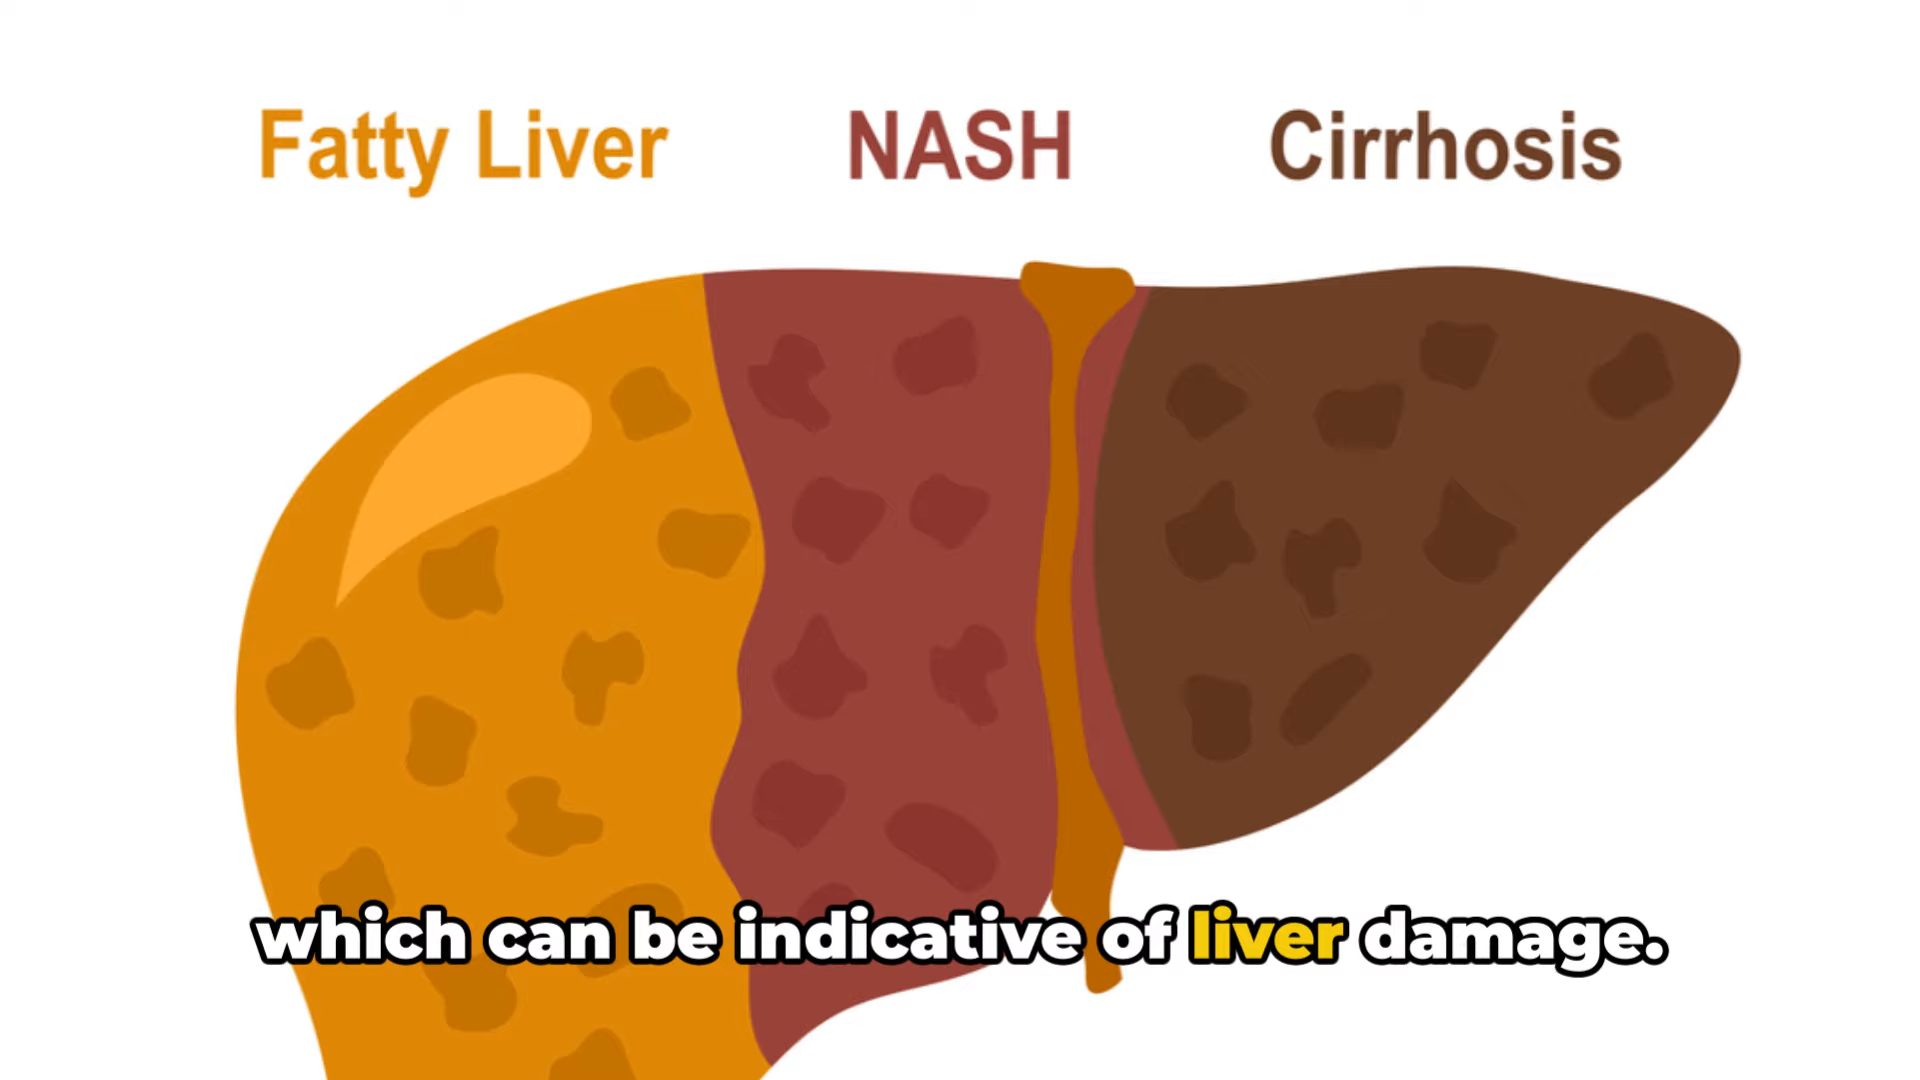 Fatty Liver NASH Cirrhosis
which can be indicative of liver damage.